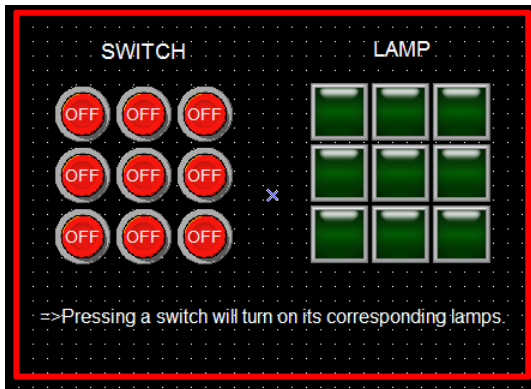 SWITCH LAMP
OFF OFF OFF
OFF OFF OFF
OFF OFF OFF
=>Pressing a switch will turn on its corresponding lamps.